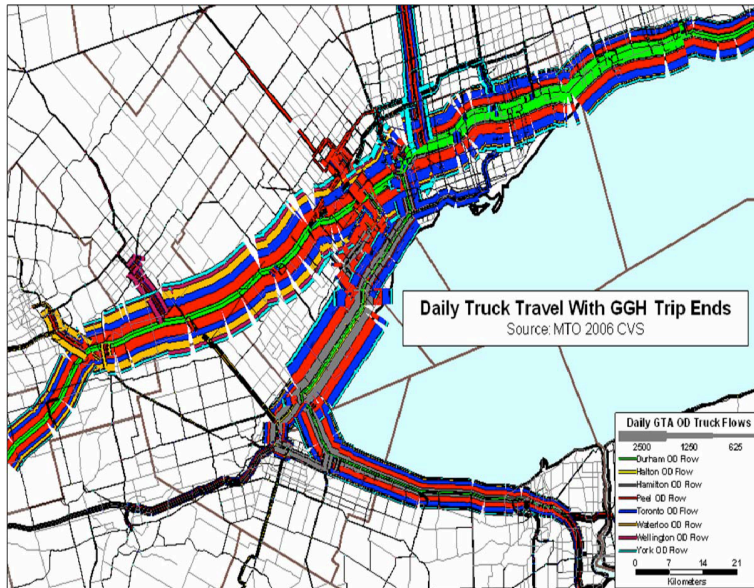 Daily Truck Travel With GGH Trip Ends
Source: MTO 2006 CVS
Daily GTA OD Truck Flows
2500 1250 625
Durham OD Flow
Halton OD Flow
Hamilton OD Flow
Peel OD Flow
Toronto OD Flow
Waterloo OD Flow
Wellington OD Flow
York OD Flow
0 7 14 21
Kilometers